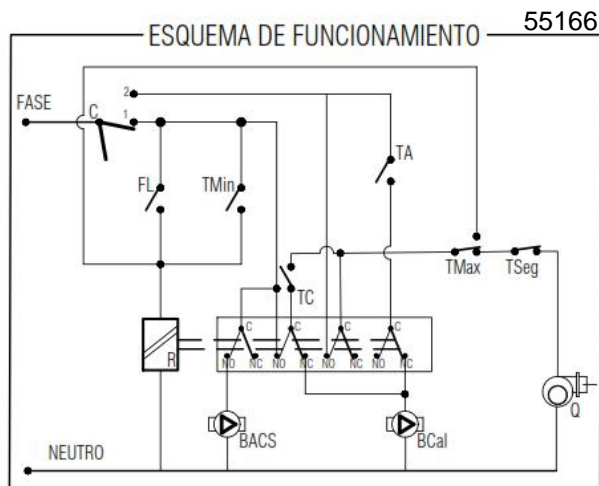 55166
ESQUEMA DE FUNCIONAMIENTO
FASE
C
2
1
TA
FL
TMin
TMax
TSeg
TC
C
C
C
C
R
NO
NC
NO
NC
NO
NC
NO
NC
Q
BACS
BCal
NEUTRO